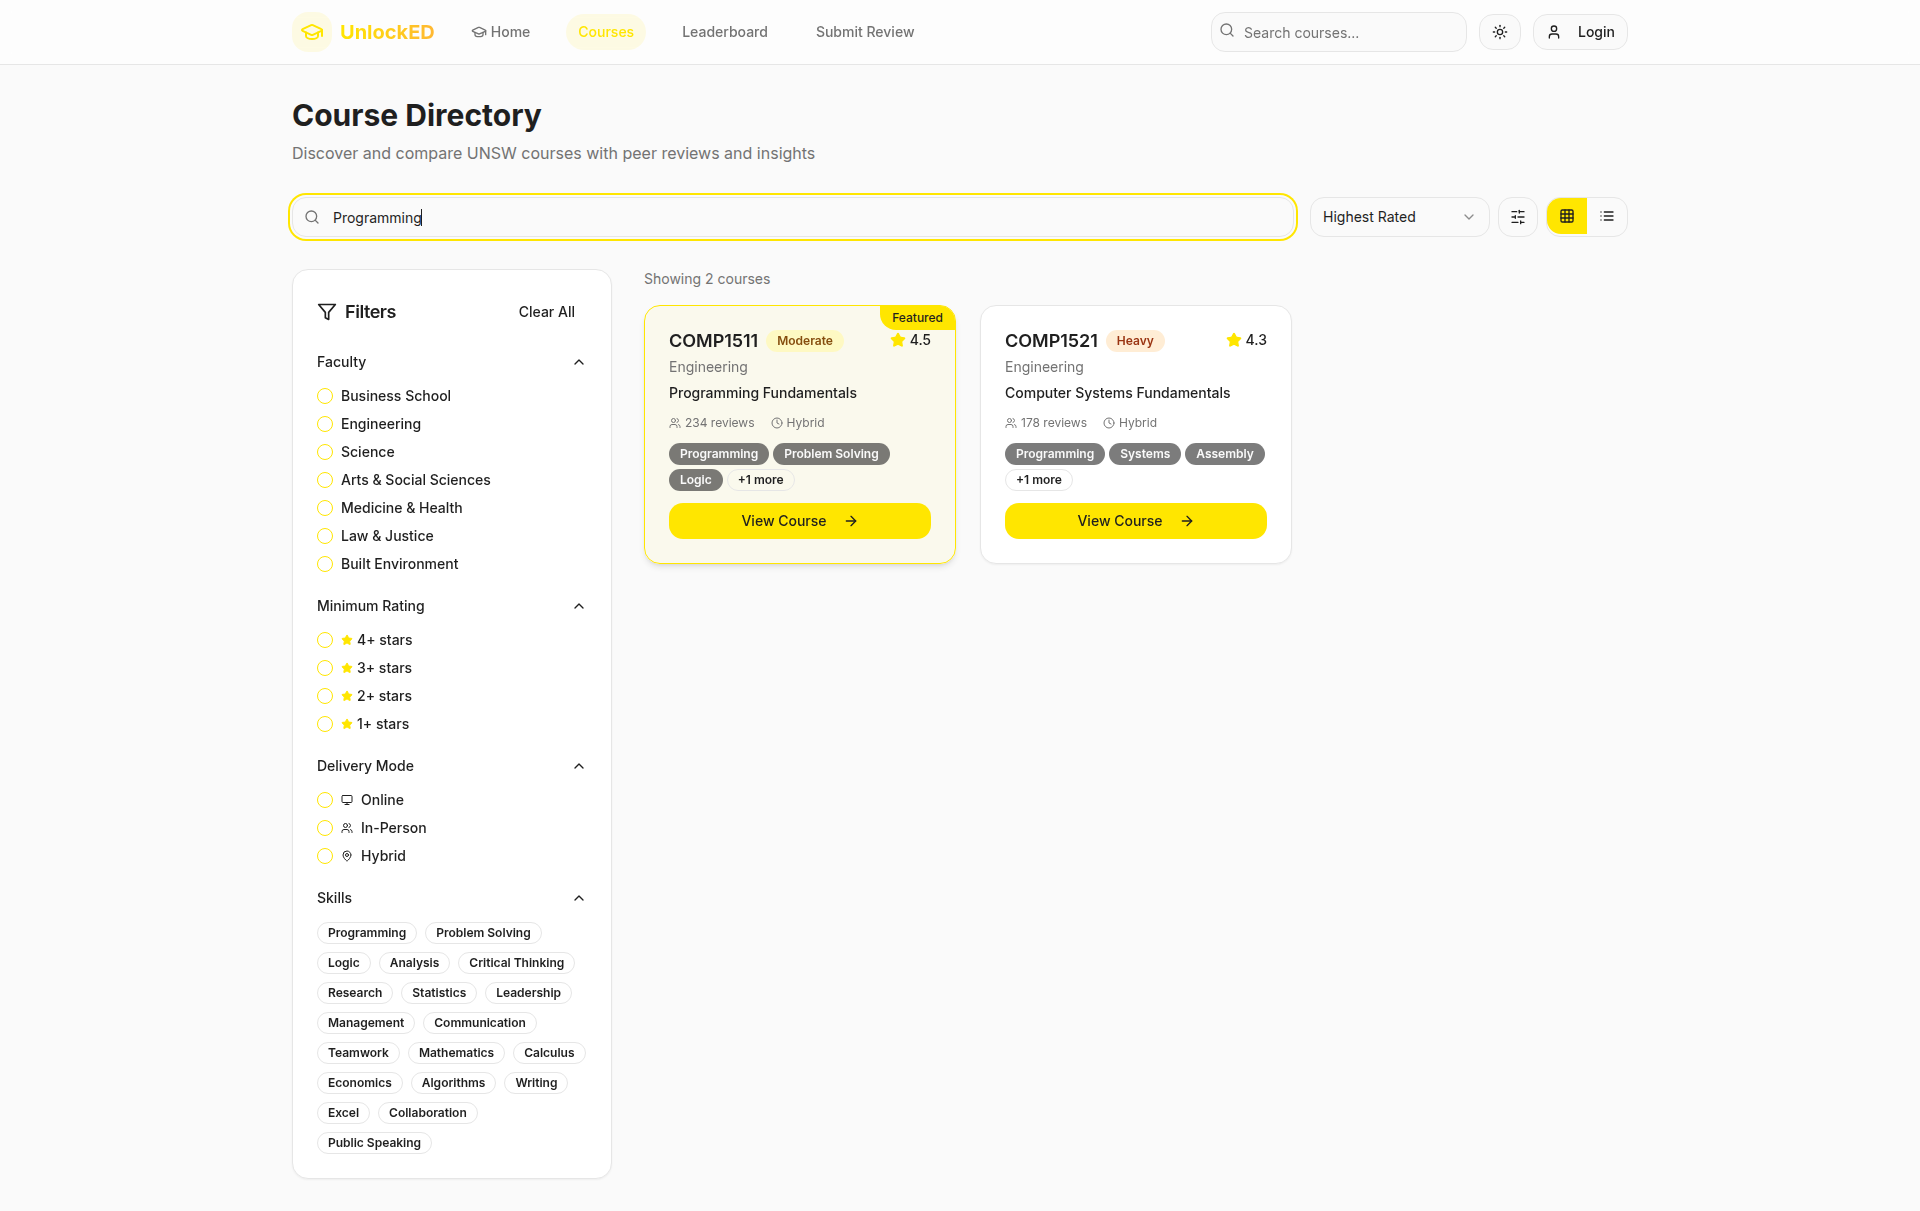 UnlockED
Home
Courses
Leaderboard
Submit Review
Search courses...
Login
Course Directory
Discover and compare UNSW courses with peer reviews and insights
Programming
Highest Rated
Filters
Clear All
Faculty
Business School
Engineering
Science
Arts & Social Sciences
Medicine & Health
Law & Justice
Built Environment
Minimum Rating
4+ stars
3+ stars
2+ stars
1+ stars
Delivery Mode
Online
In-Person
Hybrid
Skills
Programming Problem Solving
Logic Analysis Critical Thinking
Research Statistics Leadership
Management Communication
Teamwork Mathematics Calculus
Economics Algorithms Writing
Excel Collaboration
Public Speaking
Showing 2 courses
Featured
COMP1511 Moderate 4.5
Engineering
Programming Fundamentals
234 reviews Hybrid
Programming Problem Solving
Logic +1 more
View Course
COMP1521 Heavy 4.3
Engineering
Computer Systems Fundamentals
178 reviews Hybrid
Programming Systems Assembly
+1 more
View Course